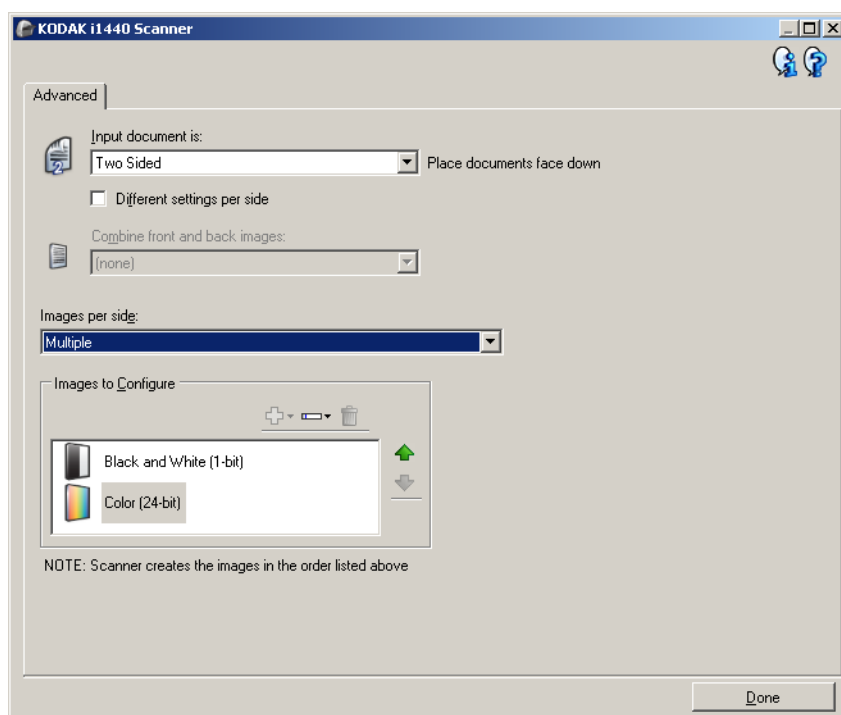 KODAK i1440 Scanner
Advanced
Input document is:
Two Sided
Place documents face down
Different settings per side
Combine front and back images:
(none)
Images per side:
Multiple
Images to Configure
Black and White (1-bit)
Color (24-bit)
NOTE: Scanner creates the images in the order listed above
Done